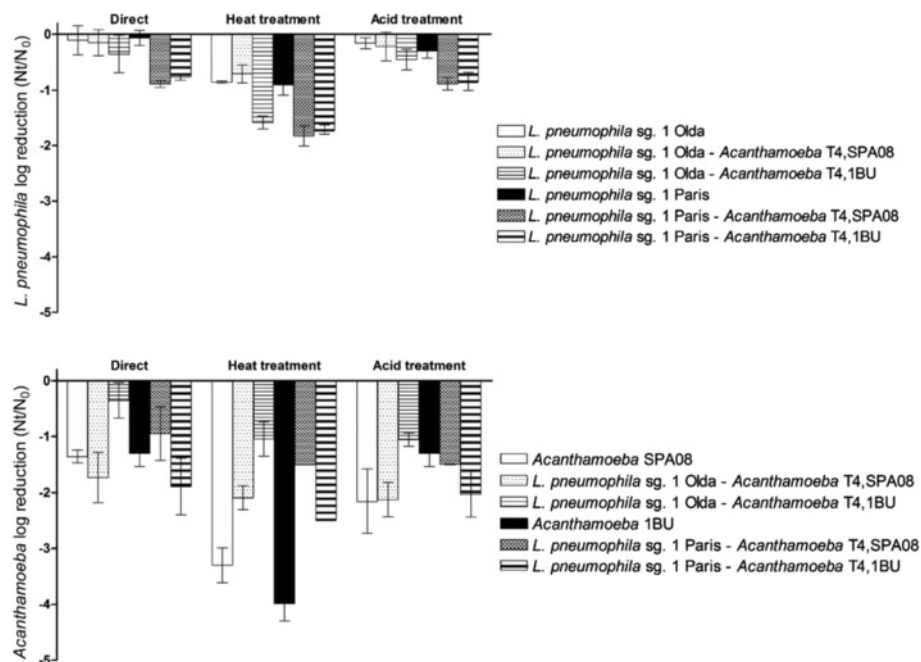 Direct Heat treatment Acid treatment
L. pneumophila log reduction (Nt/N0)
0
-1
-2
-3
-4
-5
L. pneumophila sg. 1 Olda
L. pneumophila sg. 1 Olda - Acanthamoeba T4,SPA08
L. pneumophila sg. 1 Olda - Acanthamoeba T4,1BU
L. pneumophila sg. 1 Paris
L. pneumophila sg. 1 Paris - Acanthamoeba T4,SPA08
L. pneumophila sg. 1 Paris - Acanthamoeba T4,1BU
Direct Heat treatment Acid treatment
Acanthamoeba log reduction (Nt/N0)
0
-1
-2
-3
-4
-5
Acanthamoeba SPA08
L. pneumophila sg. 1 Olda - Acanthamoeba T4,SPA08
L. pneumophila sg. 1 Olda - Acanthamoeba T4,1BU
Acanthamoeba 1BU
L. pneumophila sg. 1 Paris - Acanthamoeba T4,SPA08
L. pneumophila sg. 1 Paris - Acanthamoeba T4,1BU